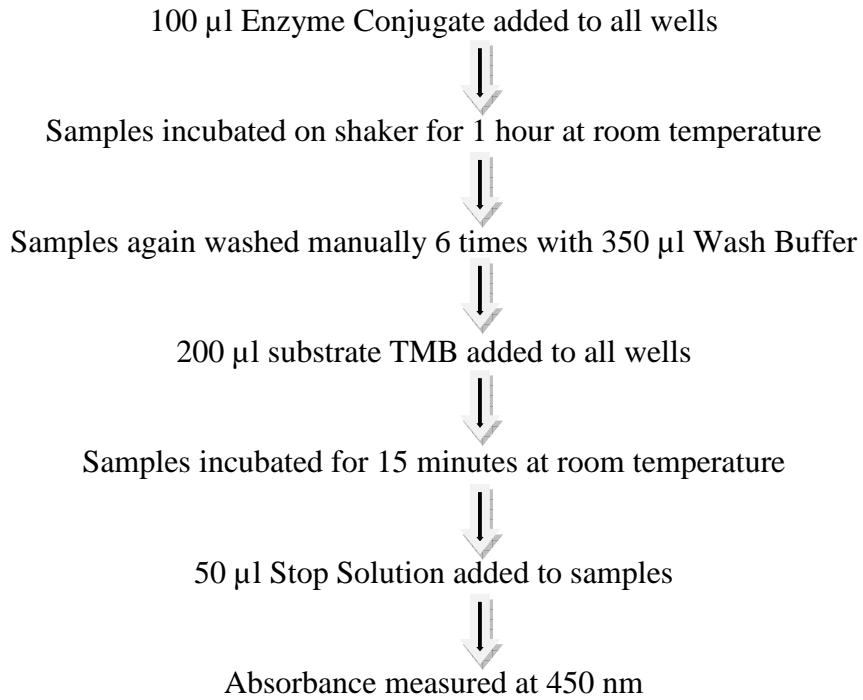 100 µl Enzyme Conjugate added to all wells
Samples incubated on shaker for 1 hour at room temperature
Samples again washed manually 6 times with 350 µl Wash Buffer
200 µl substrate TMB added to all wells
Samples incubated for 15 minutes at room temperature
50 µl Stop Solution added to samples
Absorbance measured at 450 nm